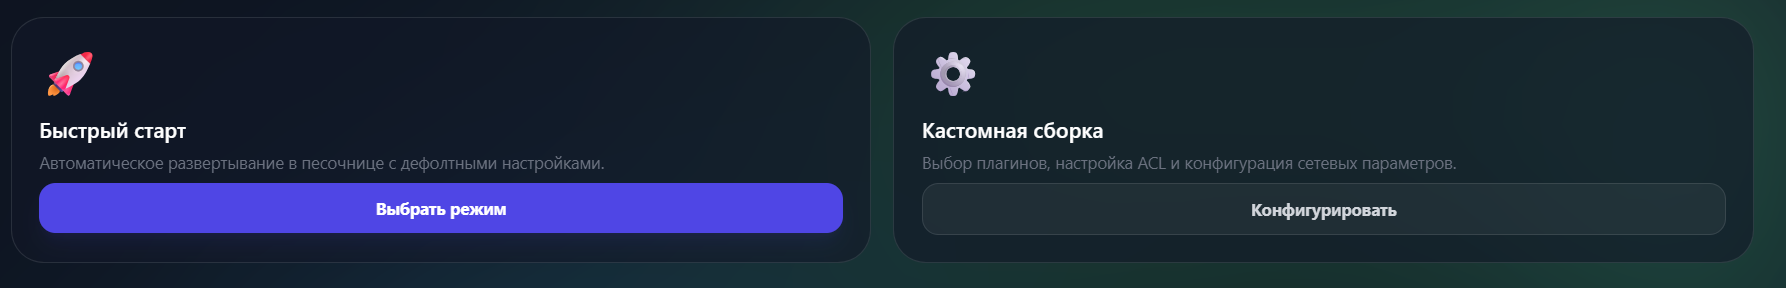 Быстрый старт
Автоматическое развертывание в песочнице с дефолтными настройками.
Выбрать режим
Кастомная сборка
Выбор плагинов, настройка ACL и конфигурация сетевых параметров.
Конфигурировать